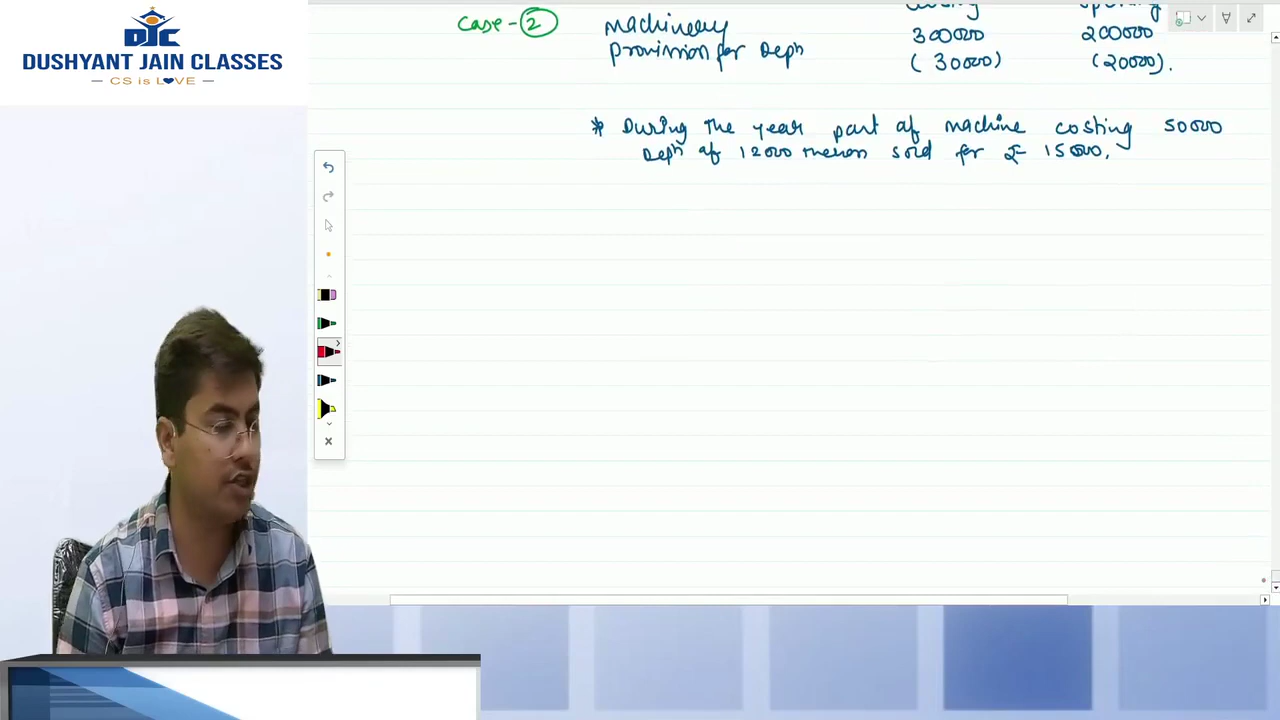 DTC
DUSHYANT JAIN CLASSES
CS is LOVE
Case-2
Machinery 300000 200000
Provision for Depn (30000) (20000).
* During the year part of machine costing 50000
Depn of 12000 thereon sold for ₹ 15000.